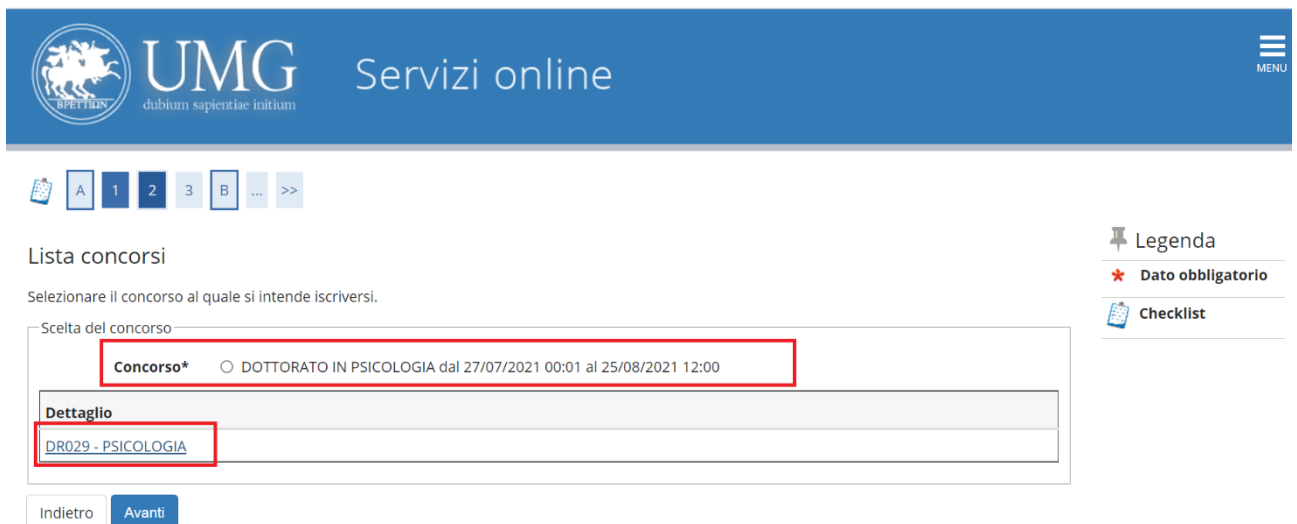 UMG
dubium sapientiae initium
ΒΡΕΤΤΙΩΝ
Servizi online
MENU
A 1 2 3 B ... >>
Lista concorsi
Selezionare il concorso al quale si intende iscriversi.
Scelta del concorso
Concorso* DOTTORATO IN PSICOLOGIA dal 27/07/2021 00:01 al 25/08/2021 12:00
Dettaglio
DR029 - PSICOLOGIA
Indietro Avanti
Legenda
* Dato obbligatorio
Checklist